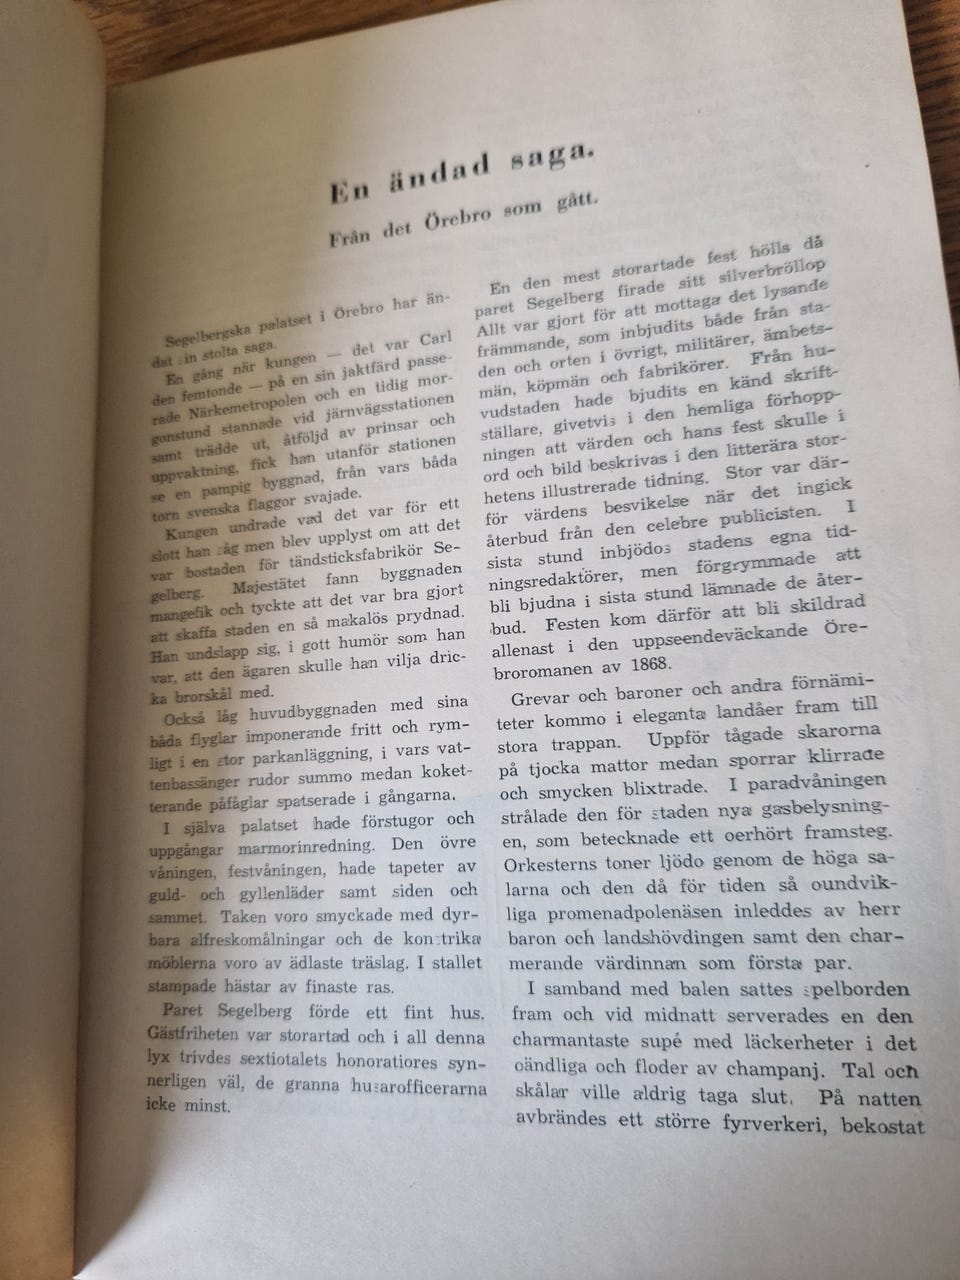 En ändad saga.
Från det Örebro som gått.
Segelbergska palatset i Örebro har än-
dat sin stolta saga.
En gång när kungen — det var Carl
den femtonde — på en sin jaktfärd passe-
rade Närkemetropolen och en tidig mor-
gonstund stannade vid järnvägsstationen
samt trädde ut, åtföljd av prinsar och
uppvaktning, fick han utanför stationen
se en pampig byggnad, från vars båda
torn svenska flaggor svajade.
Kungen undrade vad det var för ett
slott han såg men blev upplyst om att det
var bostaden för tändsticksfabrikör Se-
gelberg. Majestätet fann byggnaden
mangefik och tyckte att det var bra gjort
att skaffa staden en så makalös prydnad.
Han undslapp sig, i gott humör som han
var, att den ägaren skulle han vilja dric-
ka brorskål med.
Också låg huvudbyggnaden med sina
båda flyglar imponerande fritt och rym-
ligt i en stor parkanläggning, i vars vat-
tenbassänger rudor summo medan koket-
terande påfåglar spatserade i gångarna.
I själva palatset hade förstugor och
uppgångar marmorinredning. Den övre
våningen, festvåningen, hade tapeter av
guld- och gyllenläder samt siden och
sammet. Taken voro smyckade med dyr-
bara alfreskomålningar och de konstrika
möblerna voro av ädlaste träslag. I stallet
stampade hästar av finaste ras.
Paret Segelberg förde ett fint hus.
Gästfriheten var storartad och i all denna
lyx trivdes sextiotalets honoratiores syn-
nerligen väl, de granna husarofficerarna
icke minst.
En den mest storartade fest hölls då
paret Segelberg firade sitt silverbröllop
Allt var gjort för att mottaga det lysande
främmande, som inbjudits både från sta-
den och orten i övrigt, militärer, ämbets-
män, köpmän och fabrikörer. Från hu-
vudstaden hade bjudits en känd skrift-
ställare, givetvis i den hemliga förhopp-
ningen att värden och hans fest skulle i
ord och bild beskrivas i den litterära stor-
hetens illustrerade tidning. Stor var där-
för värdens besvikelse när det ingick
återbud från den celebre publicisten. I
sista stund inbjödos stadens egna tid-
ningsredaktörer, men förgrymmade att
bli bjudna i sista stund lämnade de åter-
bud. Festen kom därför att bli skildrad
allenast i den uppseendeväckande Öre-
broromanen av 1868.
Grevar och baroner och andra förnämi-
teter kommo i eleganta landåer fram till
stora trappan. Uppför tågade skarorna
på tjocka mattor medan sporrar klirrade
och smycken blixtrade. I paradvåningen
strålade den för staden nya gasbelysning-
en, som betecknade ett oerhört framsteg.
Orkesterns toner ljödo genom de höga sa-
larna och den då för tiden så oundvik-
liga promenadpolenäsen inleddes av herr
baron och landshövdingen samt den char-
merande värdinnan som första par.
I samband med balen sattes spelborden
fram och vid midnatt serverades en den
charmantaste supé med läckerheter i det
oändliga och floder av champanj. Tal och
skålar ville aldrig taga slut. På natten
avbrändes ett större fyrverkeri, bekostat